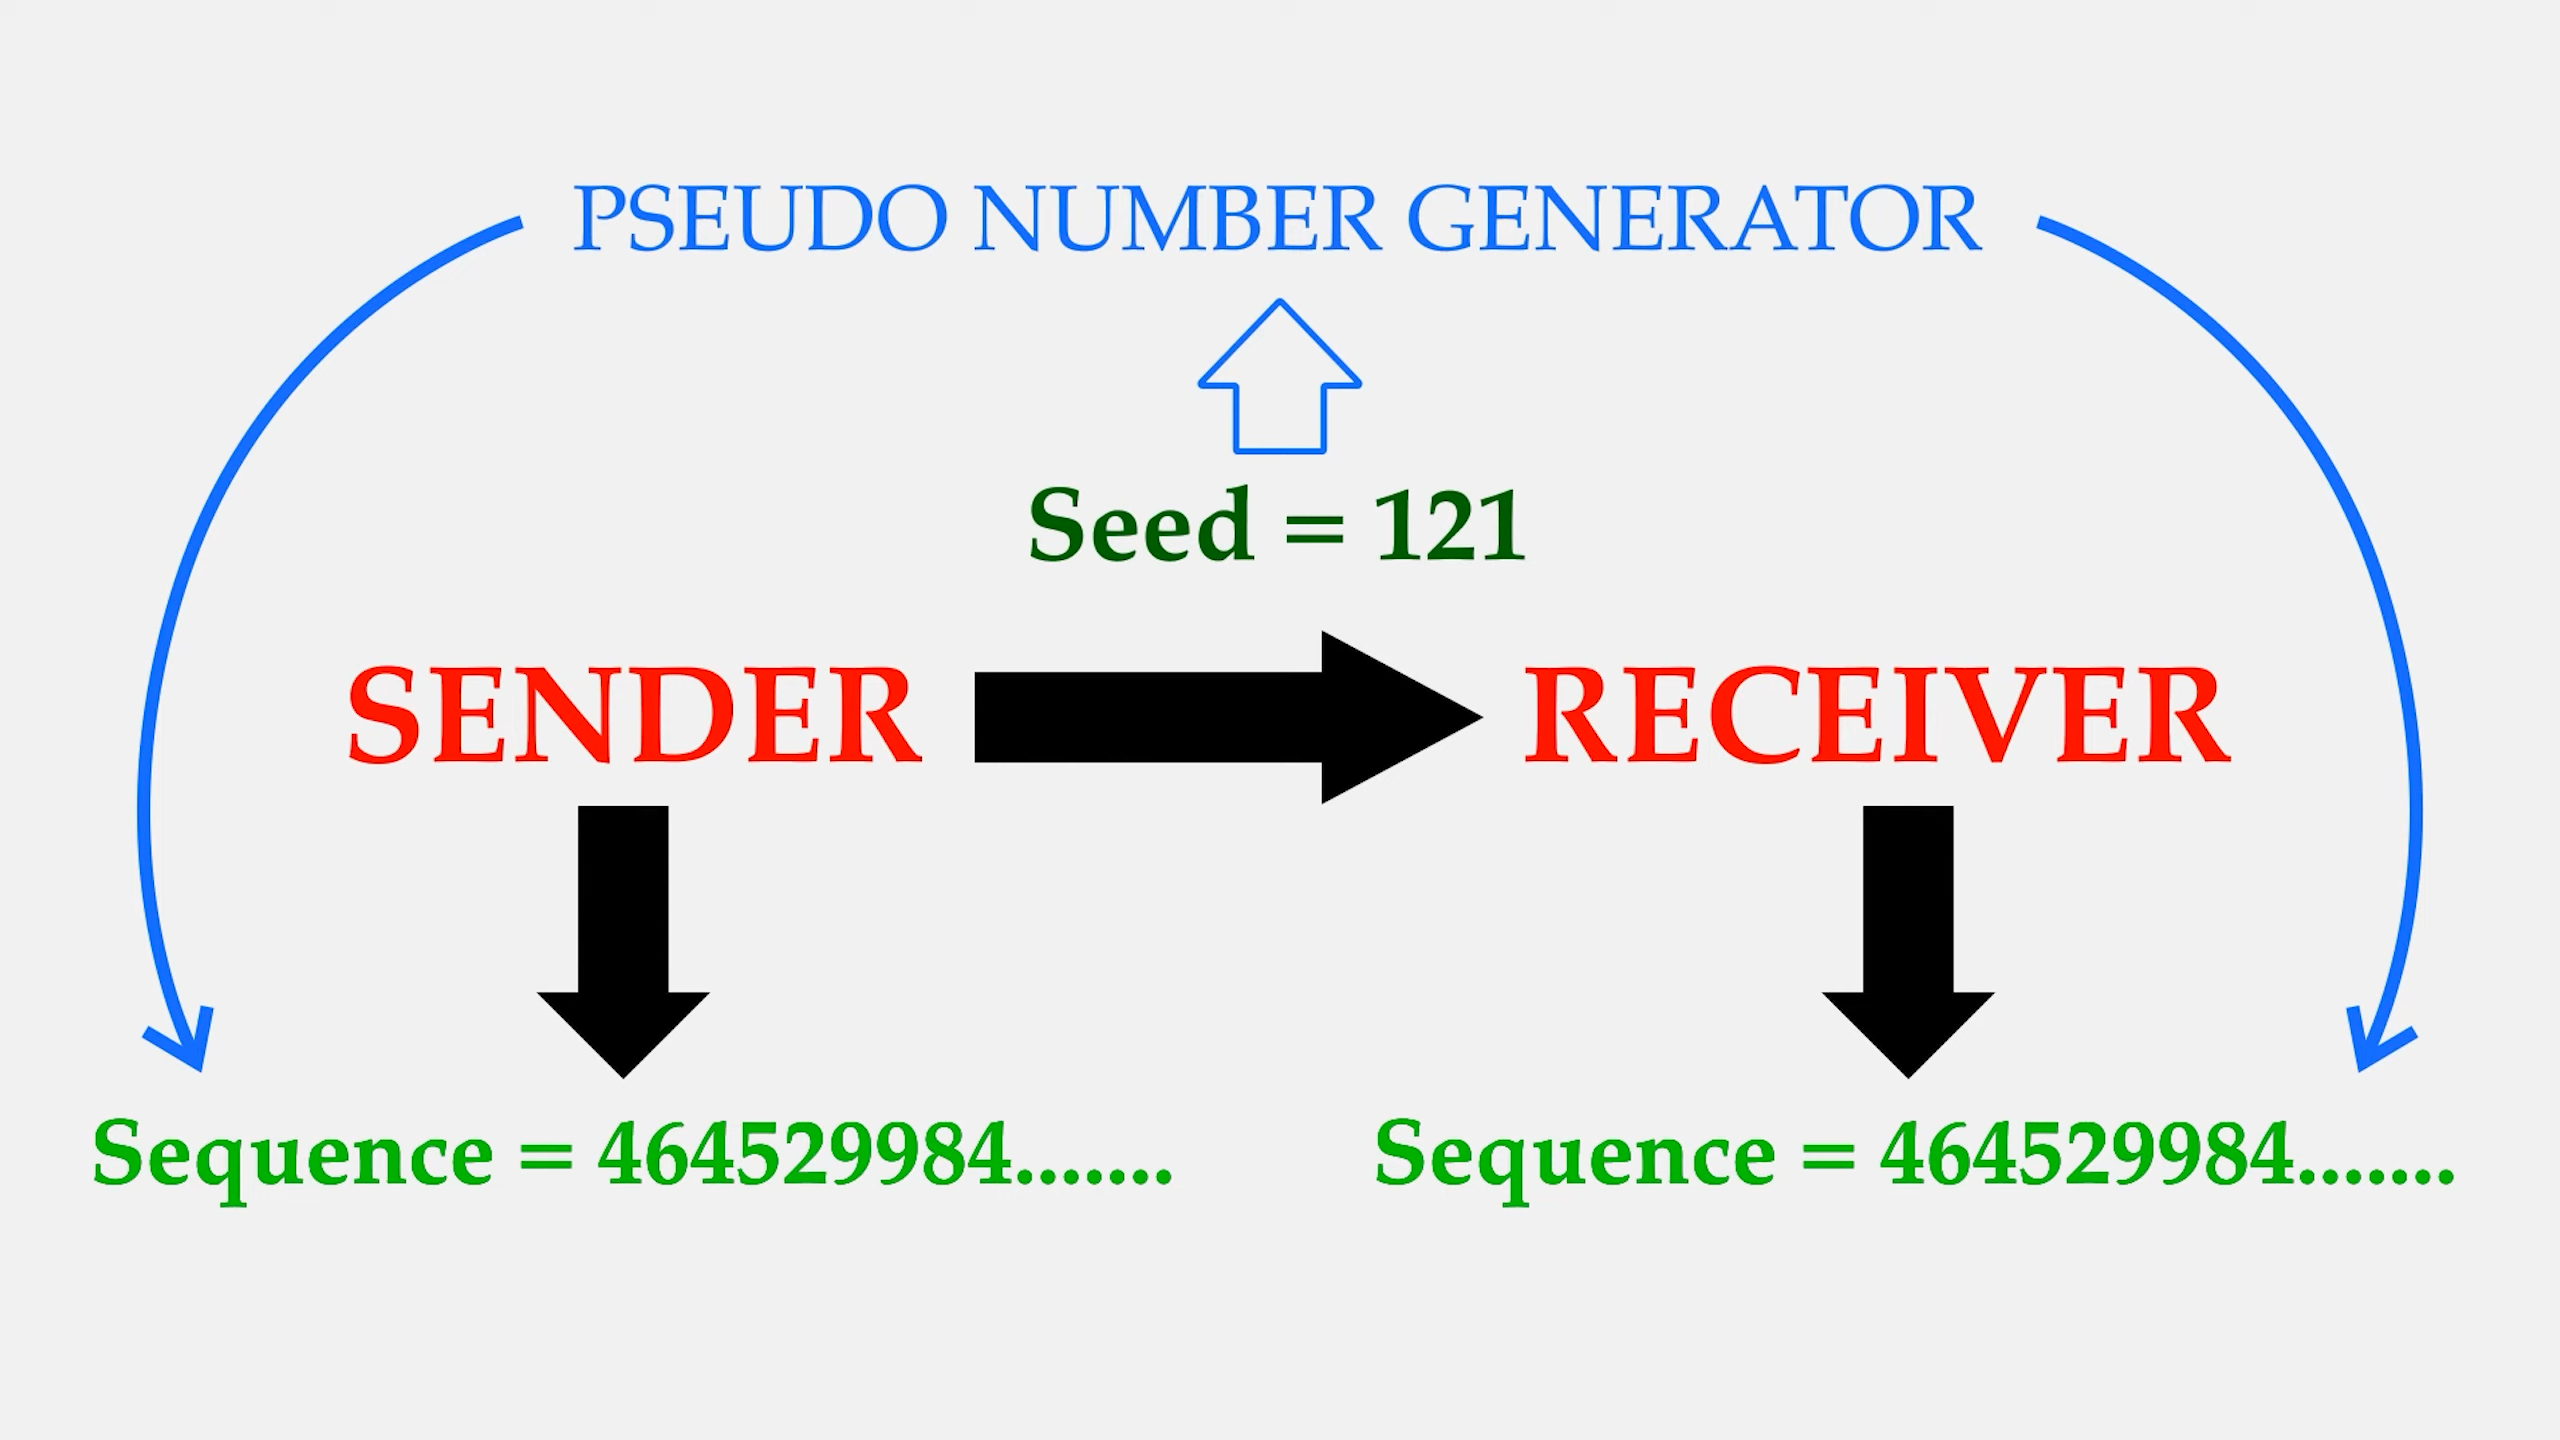 PSEUDO NUMBER GENERATOR
Seed = 121
SENDER
RECEIVER
Sequence = 464529984.......
Sequence = 464529984.......